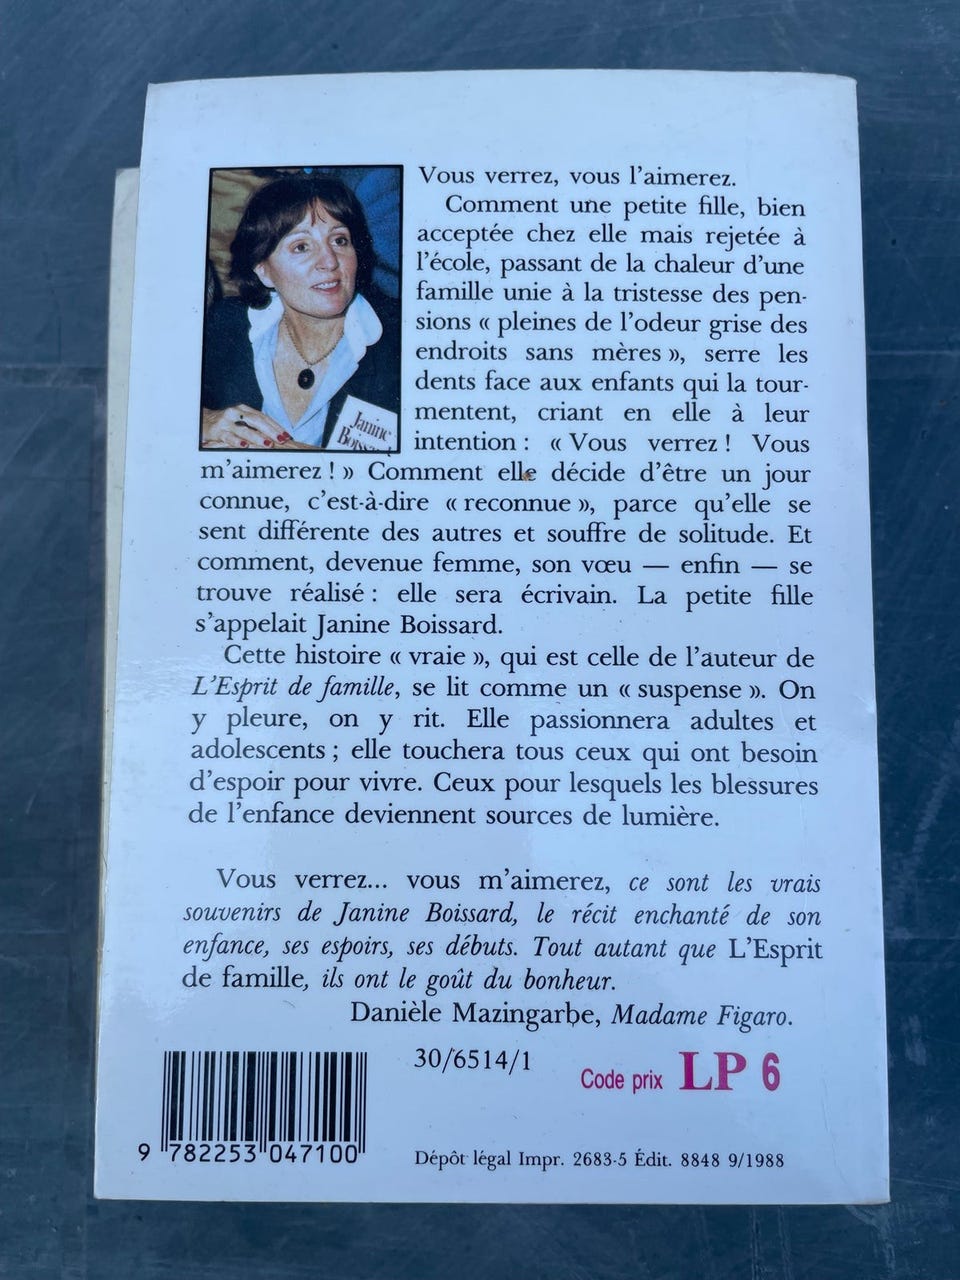 Vous verrez, vous l'aimerez.
Comment une petite fille, bien
acceptée chez elle mais rejetée à
l'école, passant de la chaleur d'une
famille unie à la tristesse des pen-
sions « pleines de l'odeur grise des
endroits sans mères », serre les
dents face aux enfants qui la tour-
mentent, criant en elle à leur
intention : « Vous verrez ! Vous
Janine
Boissard
m'aimerez ! » Comment elle décide d'être un jour
connue, c'est-à-dire « reconnue », parce qu'elle se
sent différente des autres et souffre de solitude. Et
comment, devenue femme, son vœu — enfin — se
trouve réalisé : elle sera écrivain. La petite fille
s'appelait Janine Boissard.
Cette histoire « vraie », qui est celle de l'auteur de
L'Esprit de famille, se lit comme un « suspense ». On
y pleure, on y rit. Elle passionnera adultes et
adolescents ; elle touchera tous ceux qui ont besoin
d'espoir pour vivre. Ceux pour lesquels les blessures
de l'enfance deviennent sources de lumière.
Vous verrez... vous m'aimerez, ce sont les vrais
souvenirs de Janine Boissard, le récit enchanté de son
enfance, ses espoirs, ses débuts. Tout autant que L'Esprit
de famille, ils ont le goût du bonheur.
Danièle Mazingarbe, Madame Figaro.
30/6514/1
Code prix LP 6
9 782253 047100
Dépôt légal Impr. 2683-5 Édit. 8848 9/1988